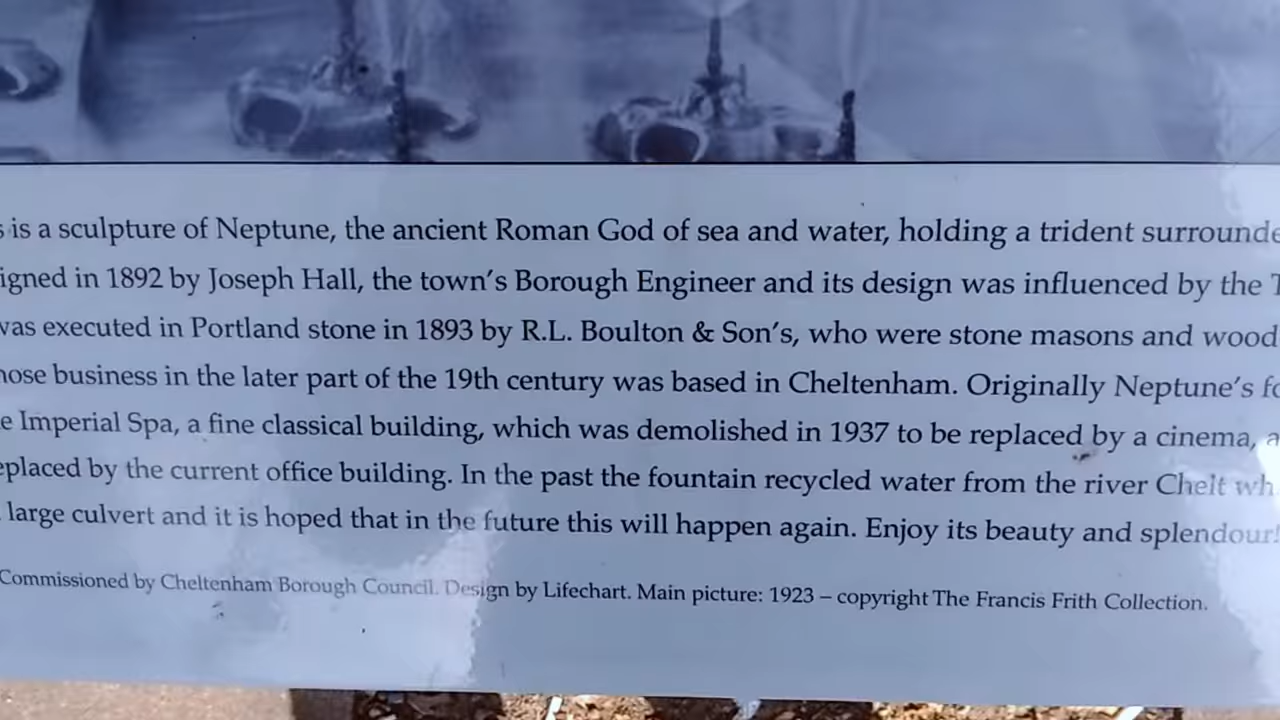 is a sculpture of Neptune, the ancient Roman God of sea and water, holding a trident
in 1892 by Joseph Hall, the town's Borough Engineer and its design was influenced by the
was executed in Portland stone in 1893 by R.L. Boulton & Son's, who were stone masons and wood
business in the later part of the 19th century was based in Cheltenham. Originally Neptune's
Imperial Spa, a fine classical building, which was demolished in 1937 to be replaced by a cinema,
by the current office building. In the past the fountain recycled water from the river Chelt
large culvert and it is hoped that in the future this will happen again. Enjoy its beauty and splendour!
Commissioned by Cheltenham Borough Council. Design by Lifechart. Main picture: 1923 – copyright The Francis Frith Collection.